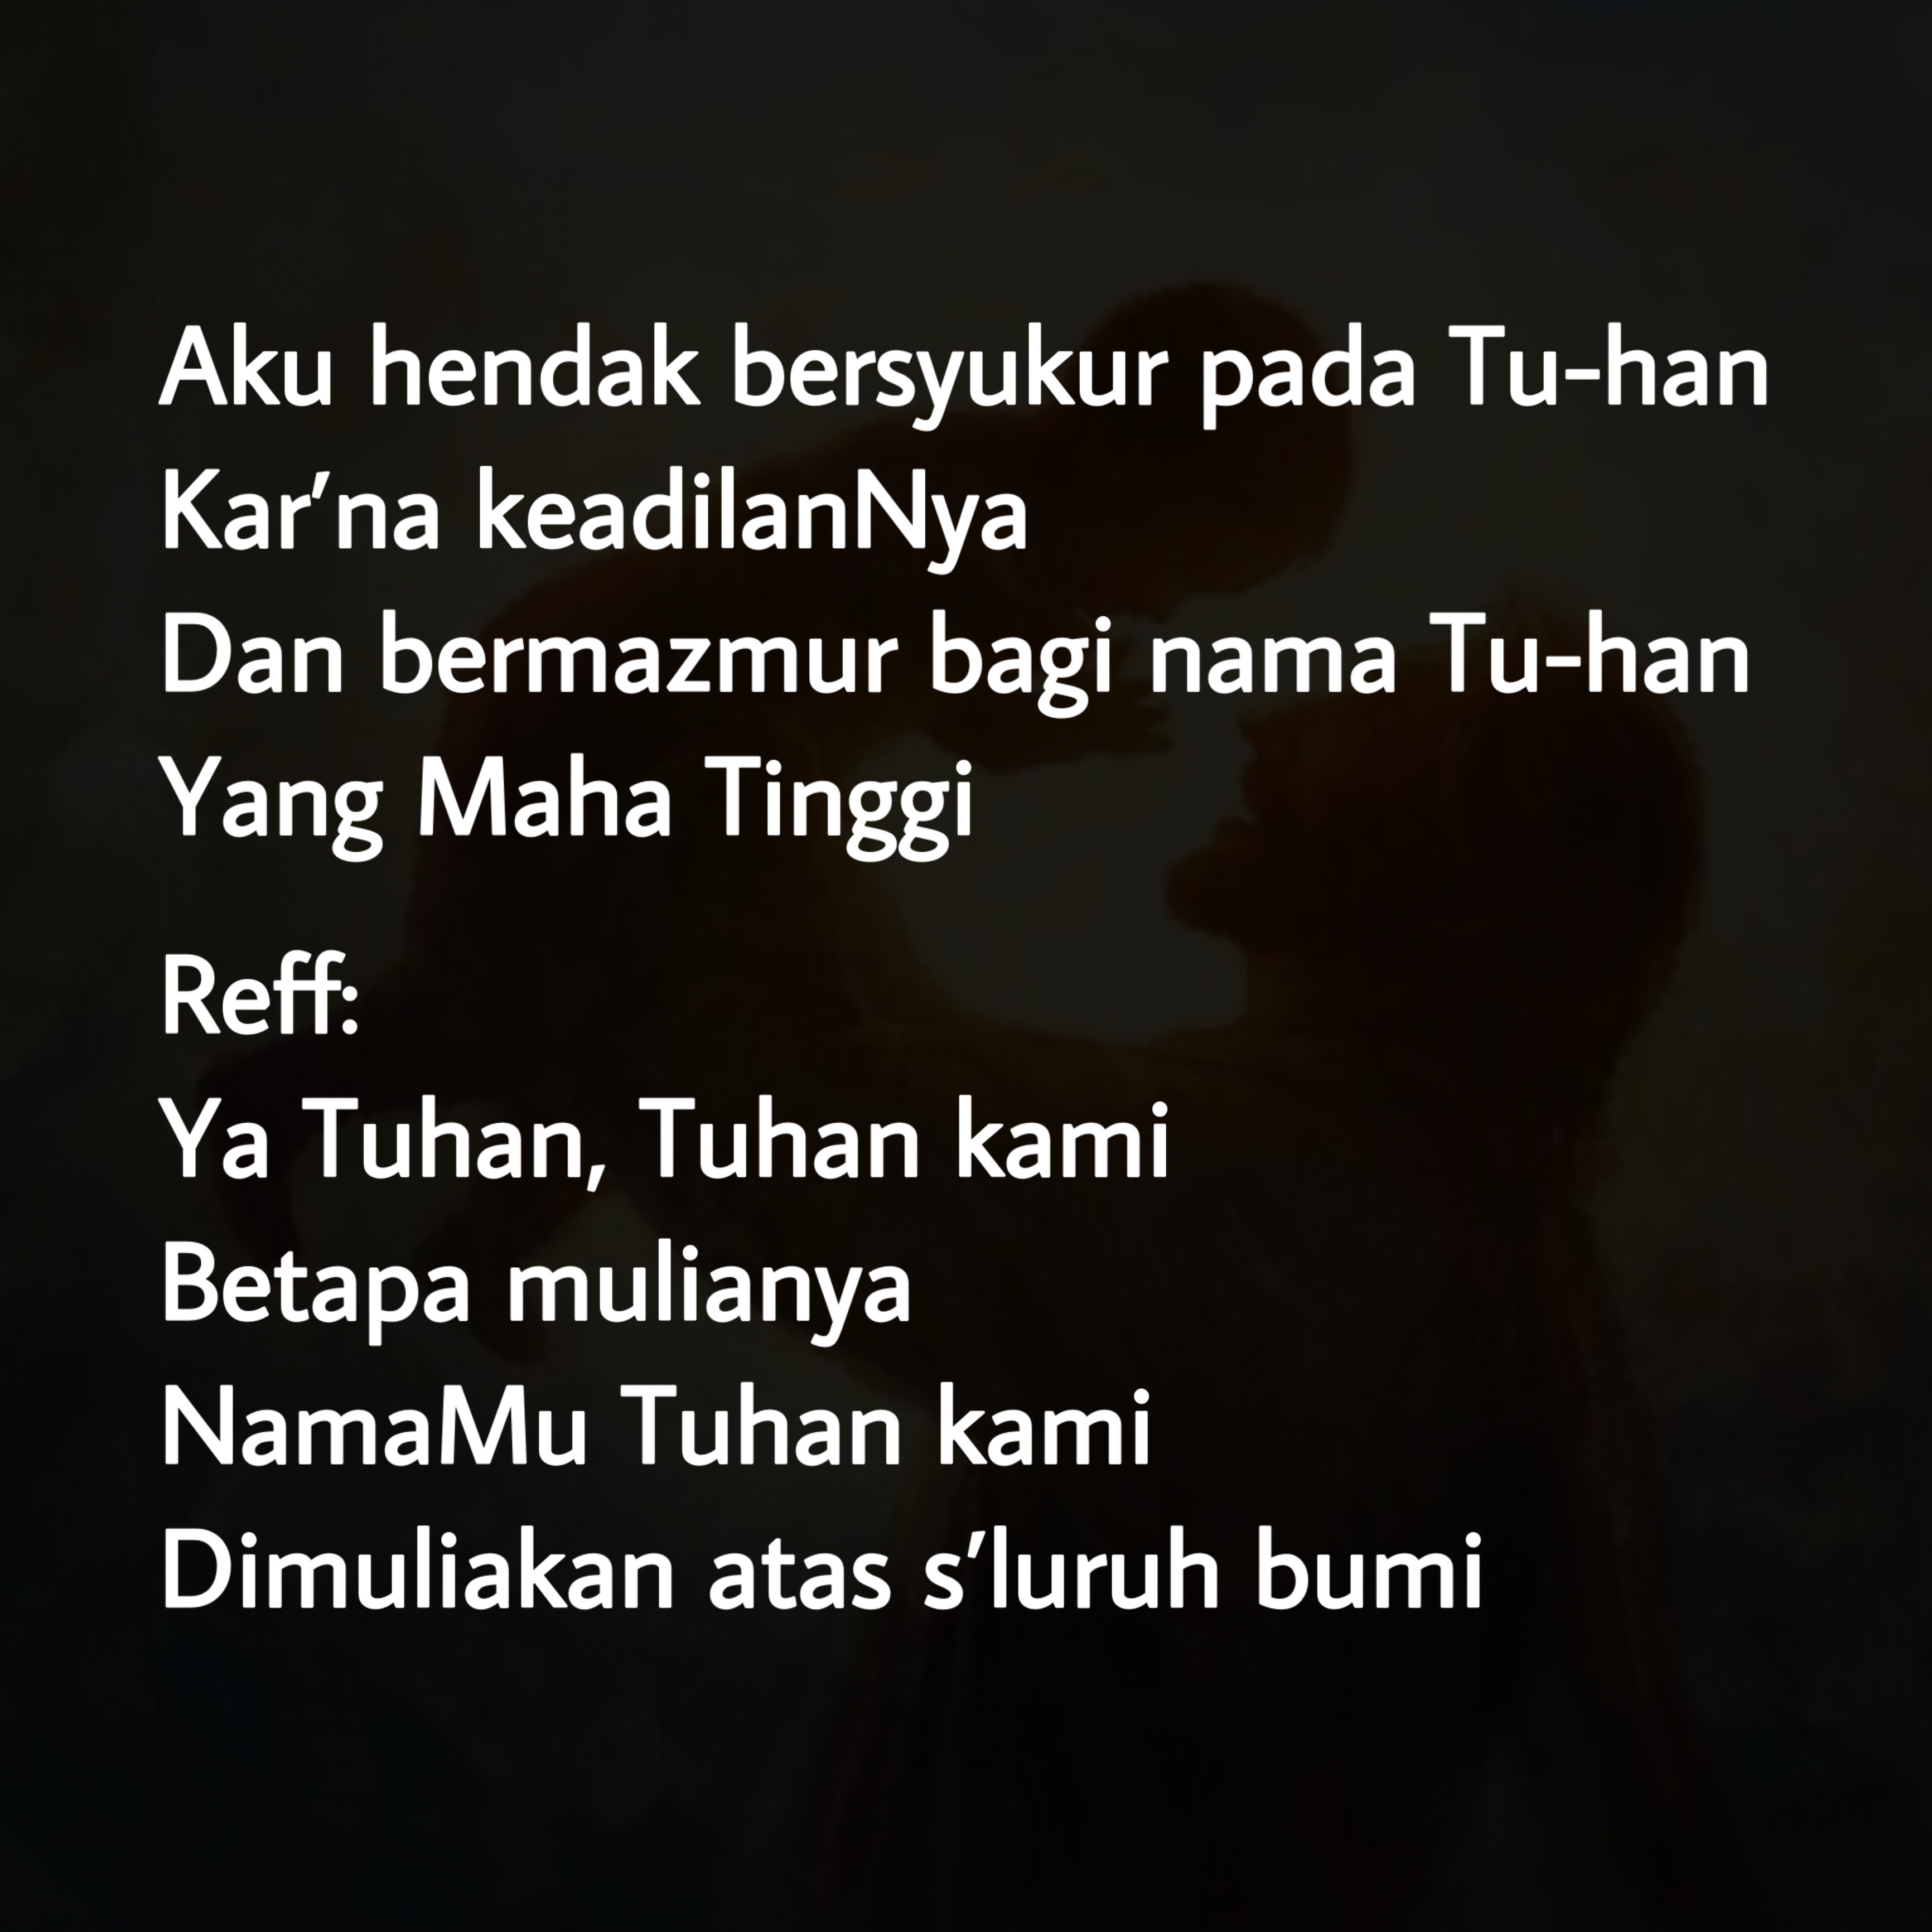 Aku hendak bersyukur pada Tu-han
Kar'na keadilanNya
Dan bermazmur bagi nama Tu-han
Yang Maha Tinggi
Reff:
Ya Tuhan, Tuhan kami
Betapa mulianya
NamaMu Tuhan kami
Dimuliakan atas s'luruh bumi